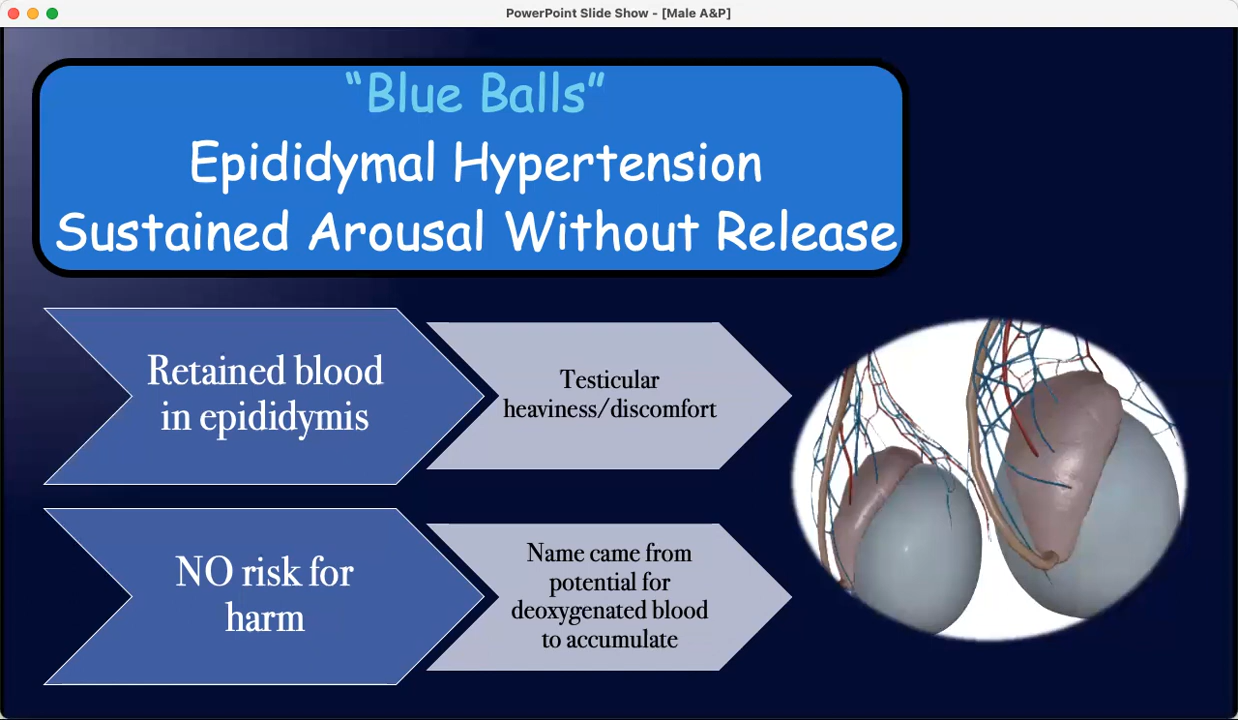 PowerPoint Slide Show - [Male A&P]
“Blue Balls”
Epididymal Hypertension
Sustained Arousal Without Release
Retained blood
in epididymis
Testicular
heaviness/discomfort
NO risk for
harm
Name came from
potential for
deoxygenated blood
to accumulate